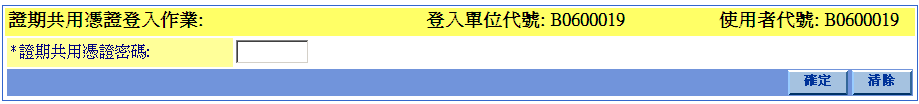 證期共用憑證登入作業: 登入單位代號: B0600019 使用者代號: B0600019
*證期共用憑證密碼:
確定 清除